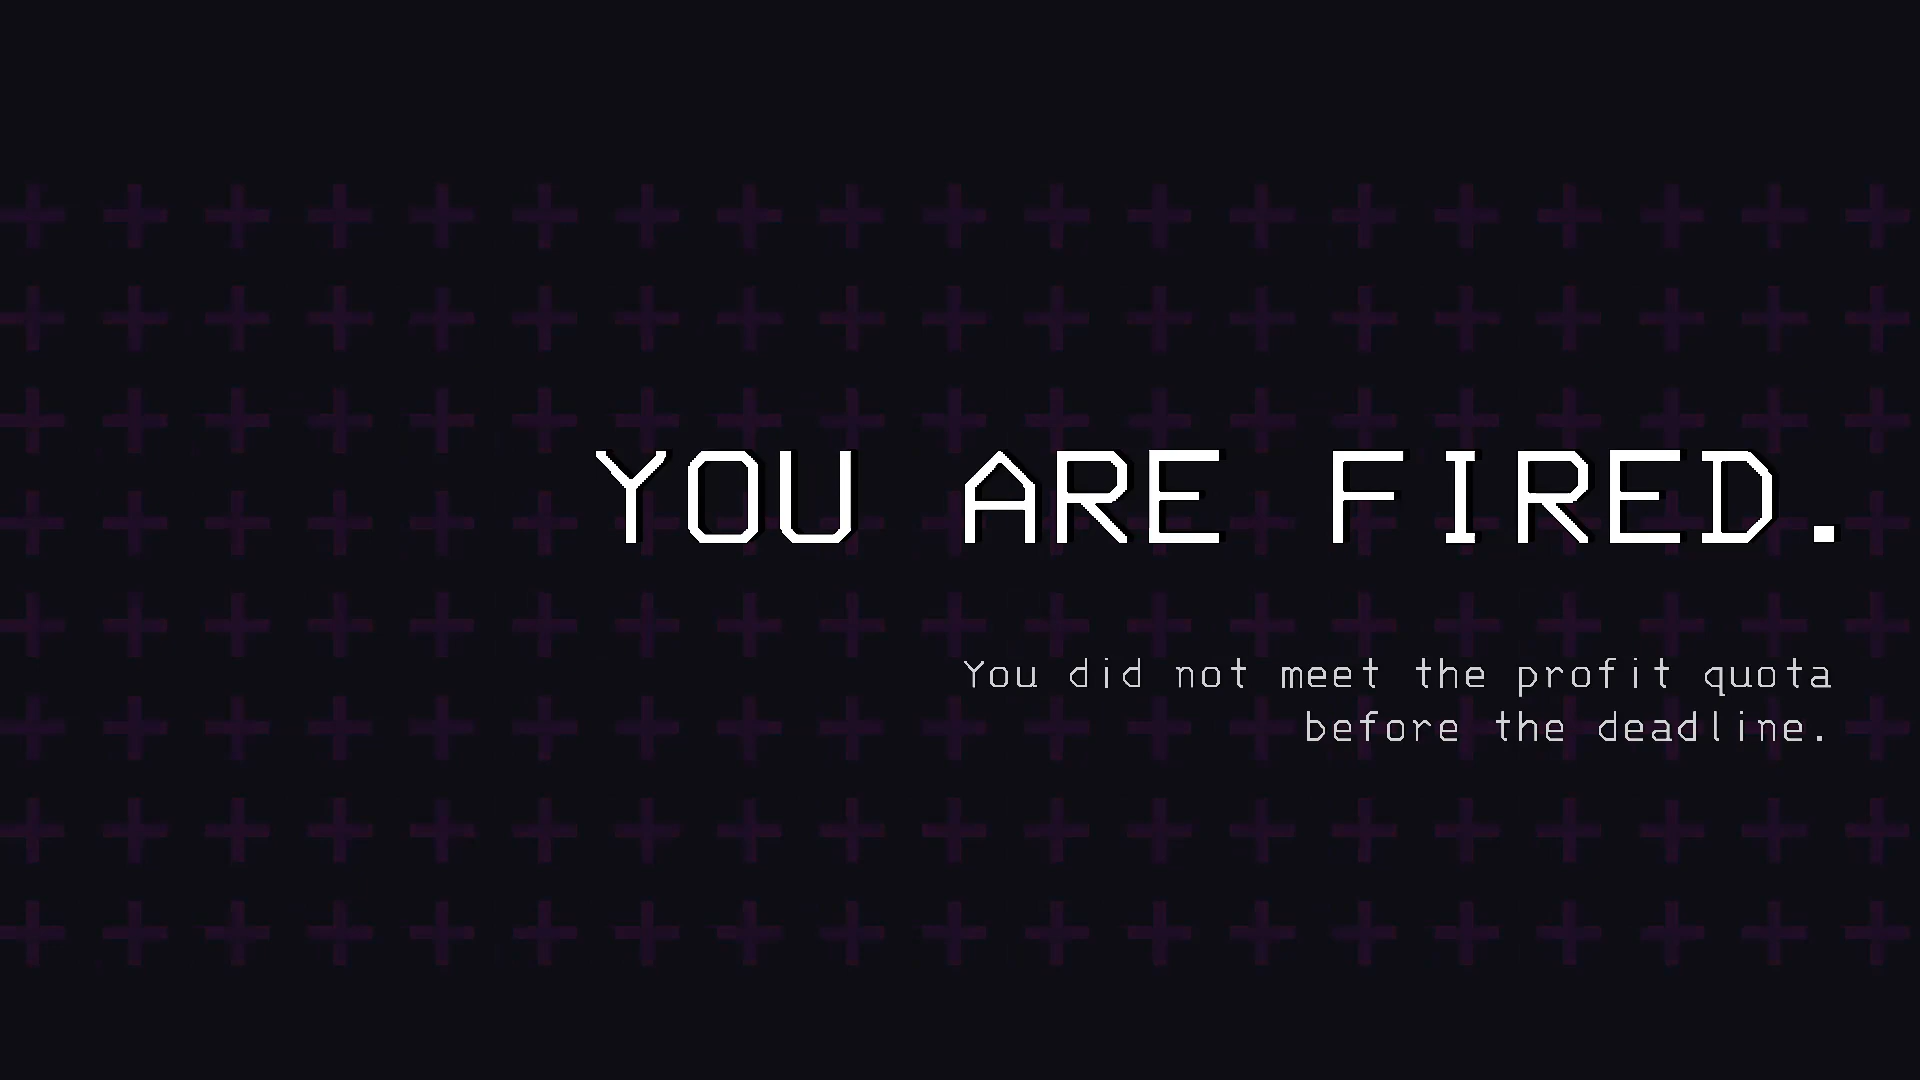 YOU ARE FIRED.
You did not meet the profit quota
before the deadline.